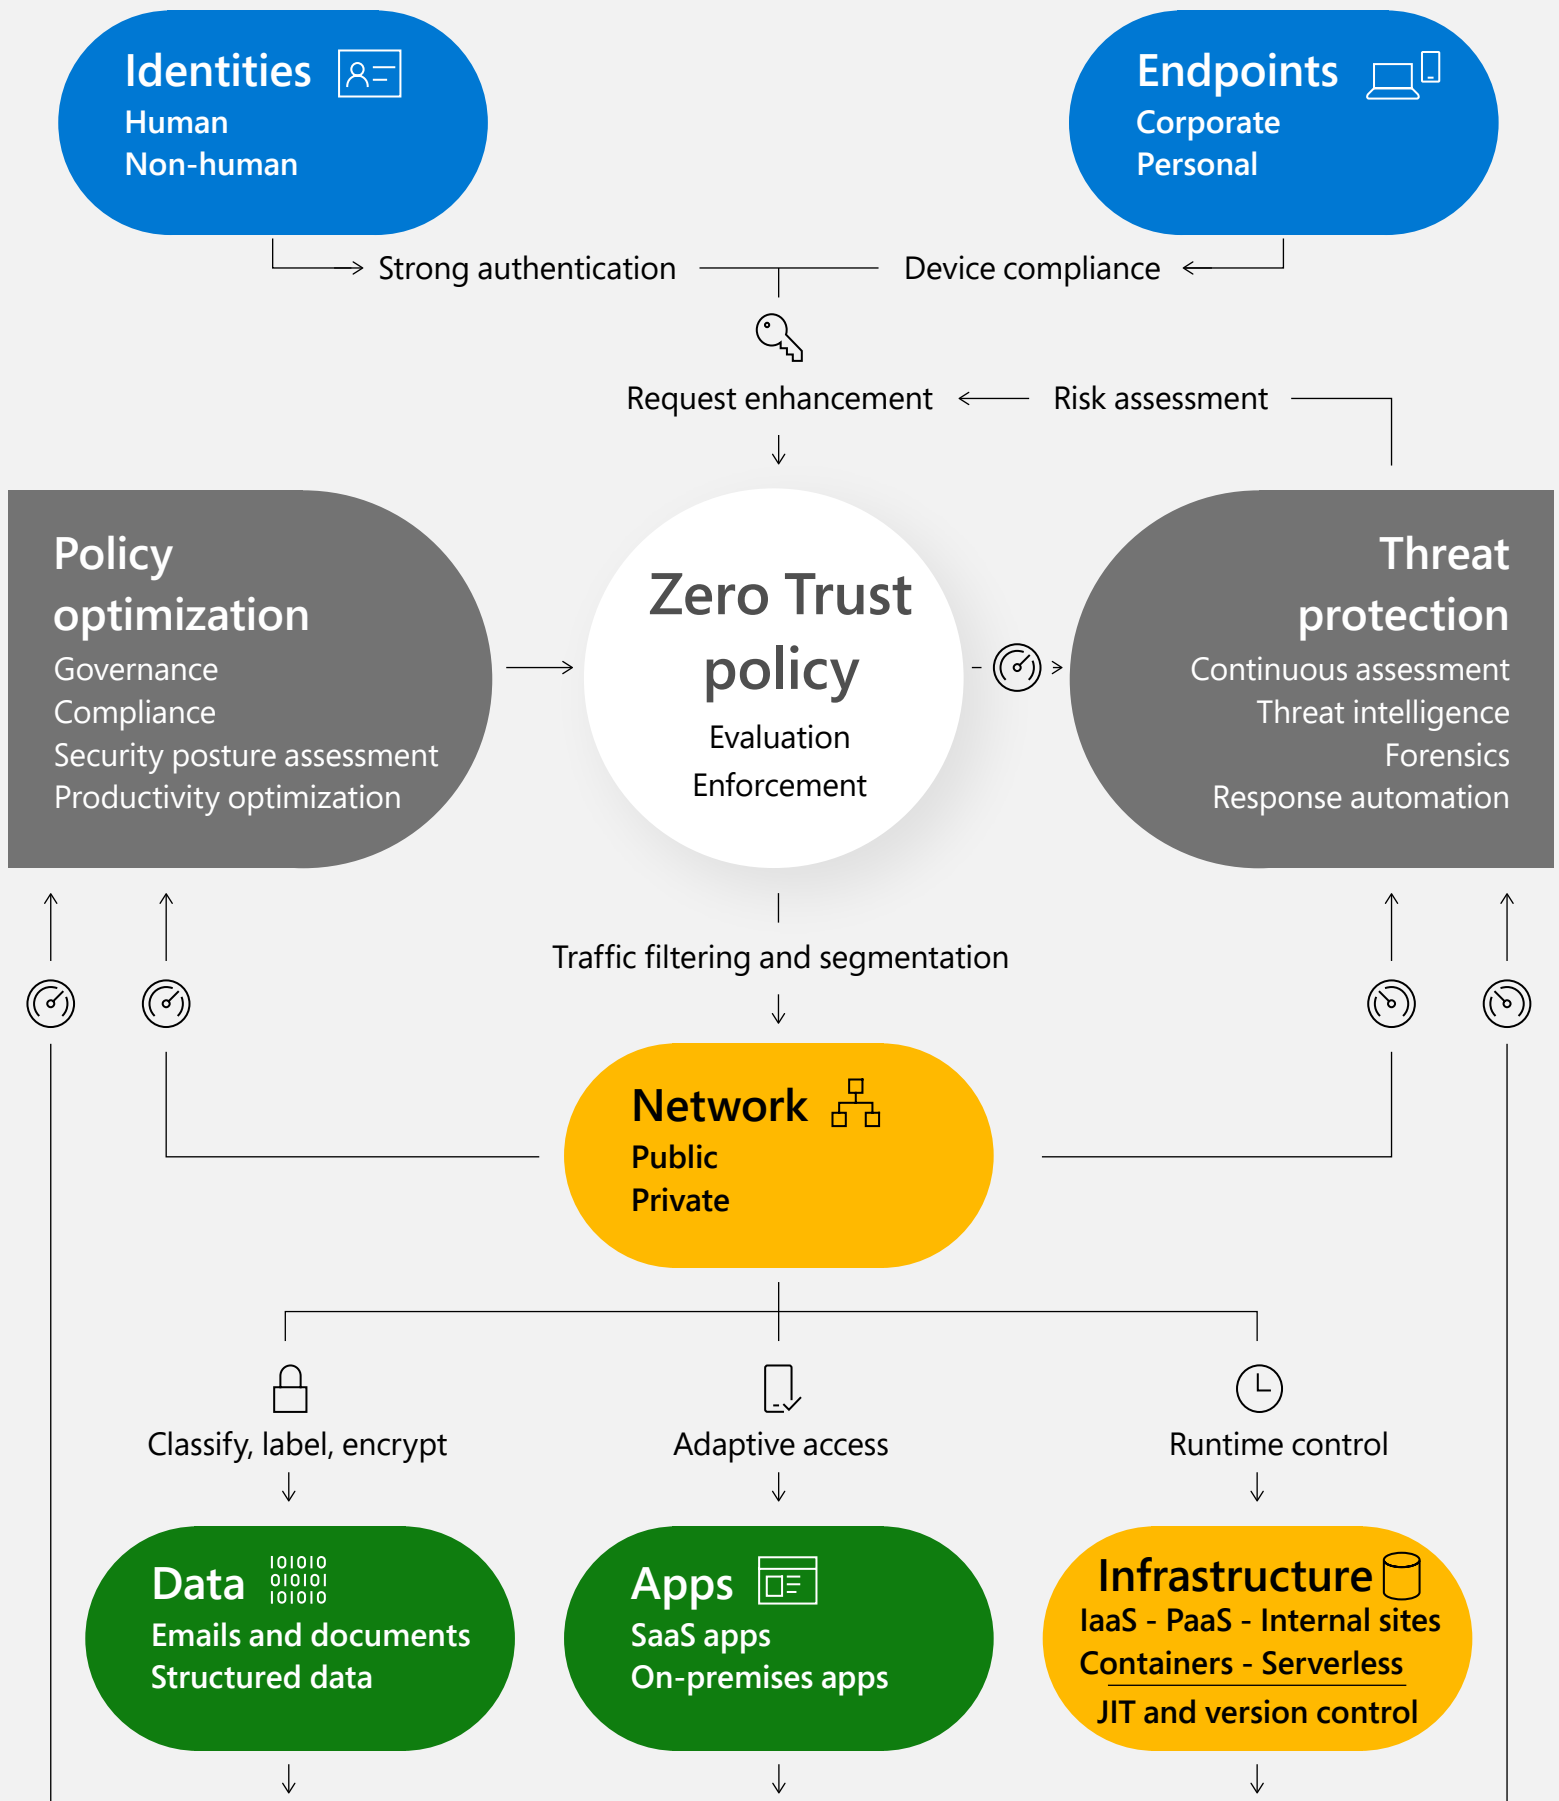 Identities
Human
Non-human
Endpoints
Corporate
Personal
Strong authentication
Device compliance
Request enhancement
Risk assessment
Policy
optimization
Governance
Compliance
Security posture assessment
Productivity optimization
Zero Trust
policy
Evaluation
Enforcement
Threat
protection
Continuous assessment
Threat intelligence
Forensics
Response automation
Traffic filtering and segmentation
Network
Public
Private
Classify, label, encrypt
Adaptive access
Runtime control
Data
101010
010101
101010
Emails and documents
Structured data
Apps
SaaS apps
On-premises apps
Infrastructure
IaaS - PaaS - Internal sites
Containers - Serverless
JIT and version control